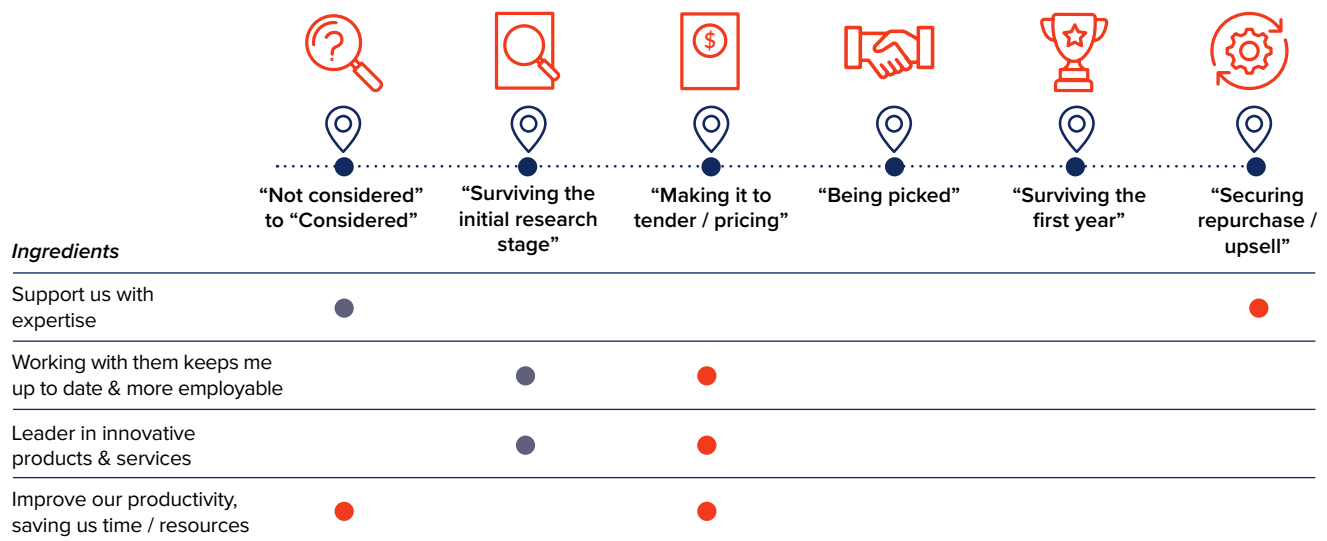 ?
$
“Not considered”
to “Considered”
“Surviving the
initial research
stage”
“Making it to
tender / pricing”
“Being picked”
“Surviving the
first year”
“Securing
repurchase /
upsell”
Ingredients
Support us with
expertise
Working with them keeps me
up to date & more employable
Leader in innovative
products & services
Improve our productivity,
saving us time / resources